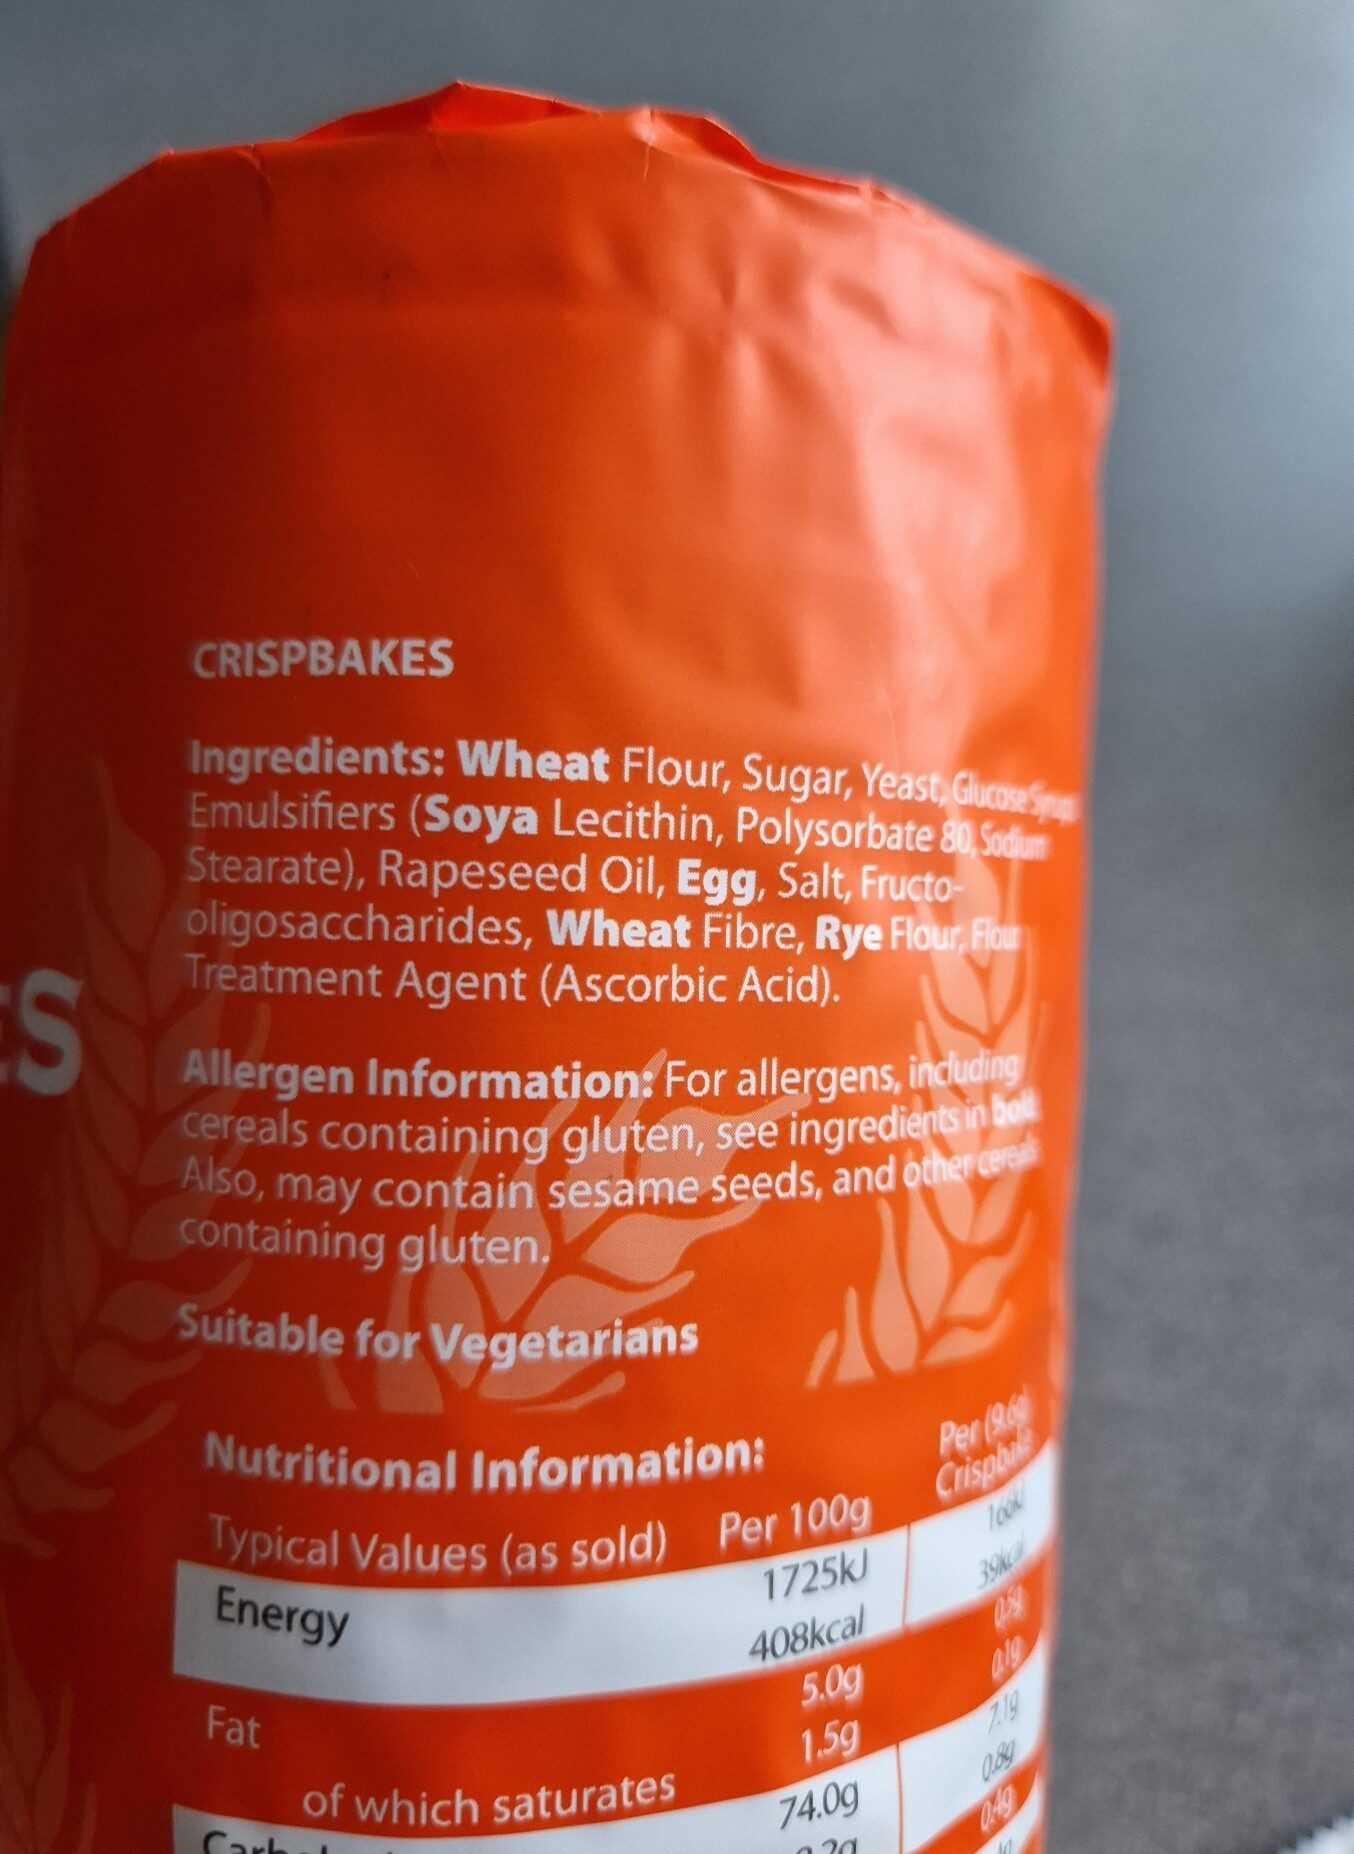 CRISPBAKES
Ingredients: Wheat Flour, Sugar, Yeast, Glucose Syrup,
Emulsifiers (Soya Lecithin, Polysorbate 80, Sodium
Stearate), Rapeseed Oil, Egg, Salt, Fructo-
oligosaccharides, Wheat Fibre, Rye Flour, Flour
Treatment Agent (Ascorbic Acid).
Allergen Information: For allergens, including
cereals containing gluten, see ingredients in bold.
Also, may contain sesame seeds, and other cereals
containing gluten.
Suitable for Vegetarians
Nutritional Information:
Typical Values (as sold) Per 100g Per (9.6g) Crispbake
Energy 1725kJ 166kJ
408kcal 39kcal
Fat 5.0g 0.5g
of which saturates 1.5g 0.1g
74.0g 7.1g
0.8g
0.4g